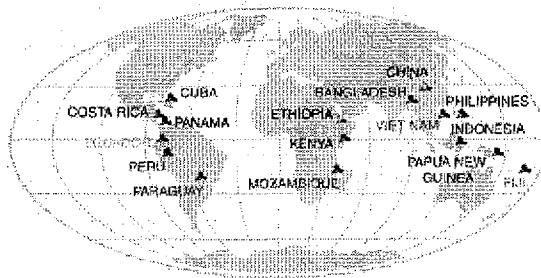 CHINA
CUBA
BANGLADESH
COSTA RICA
PANAMA
ETHIOPIA
PHILIPPINES
VIET NAM
INDONESIA
KENYA
PERU
PAPUA NEW
GUINEA
PARAGUAY
MOZAMBIQUE
FIJI